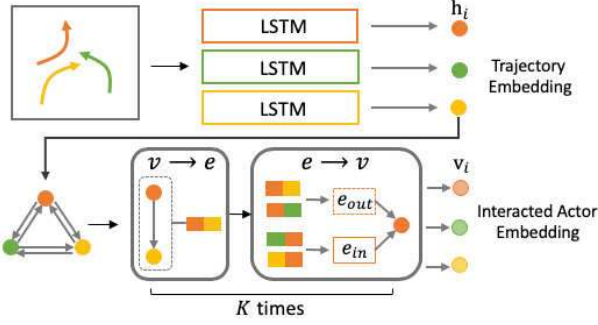 h_i
LSTM
LSTM
LSTM
Trajectory
Embedding
v → e
e → v
v_i
e_out
e_in
Interacted Actor
Embedding
K times